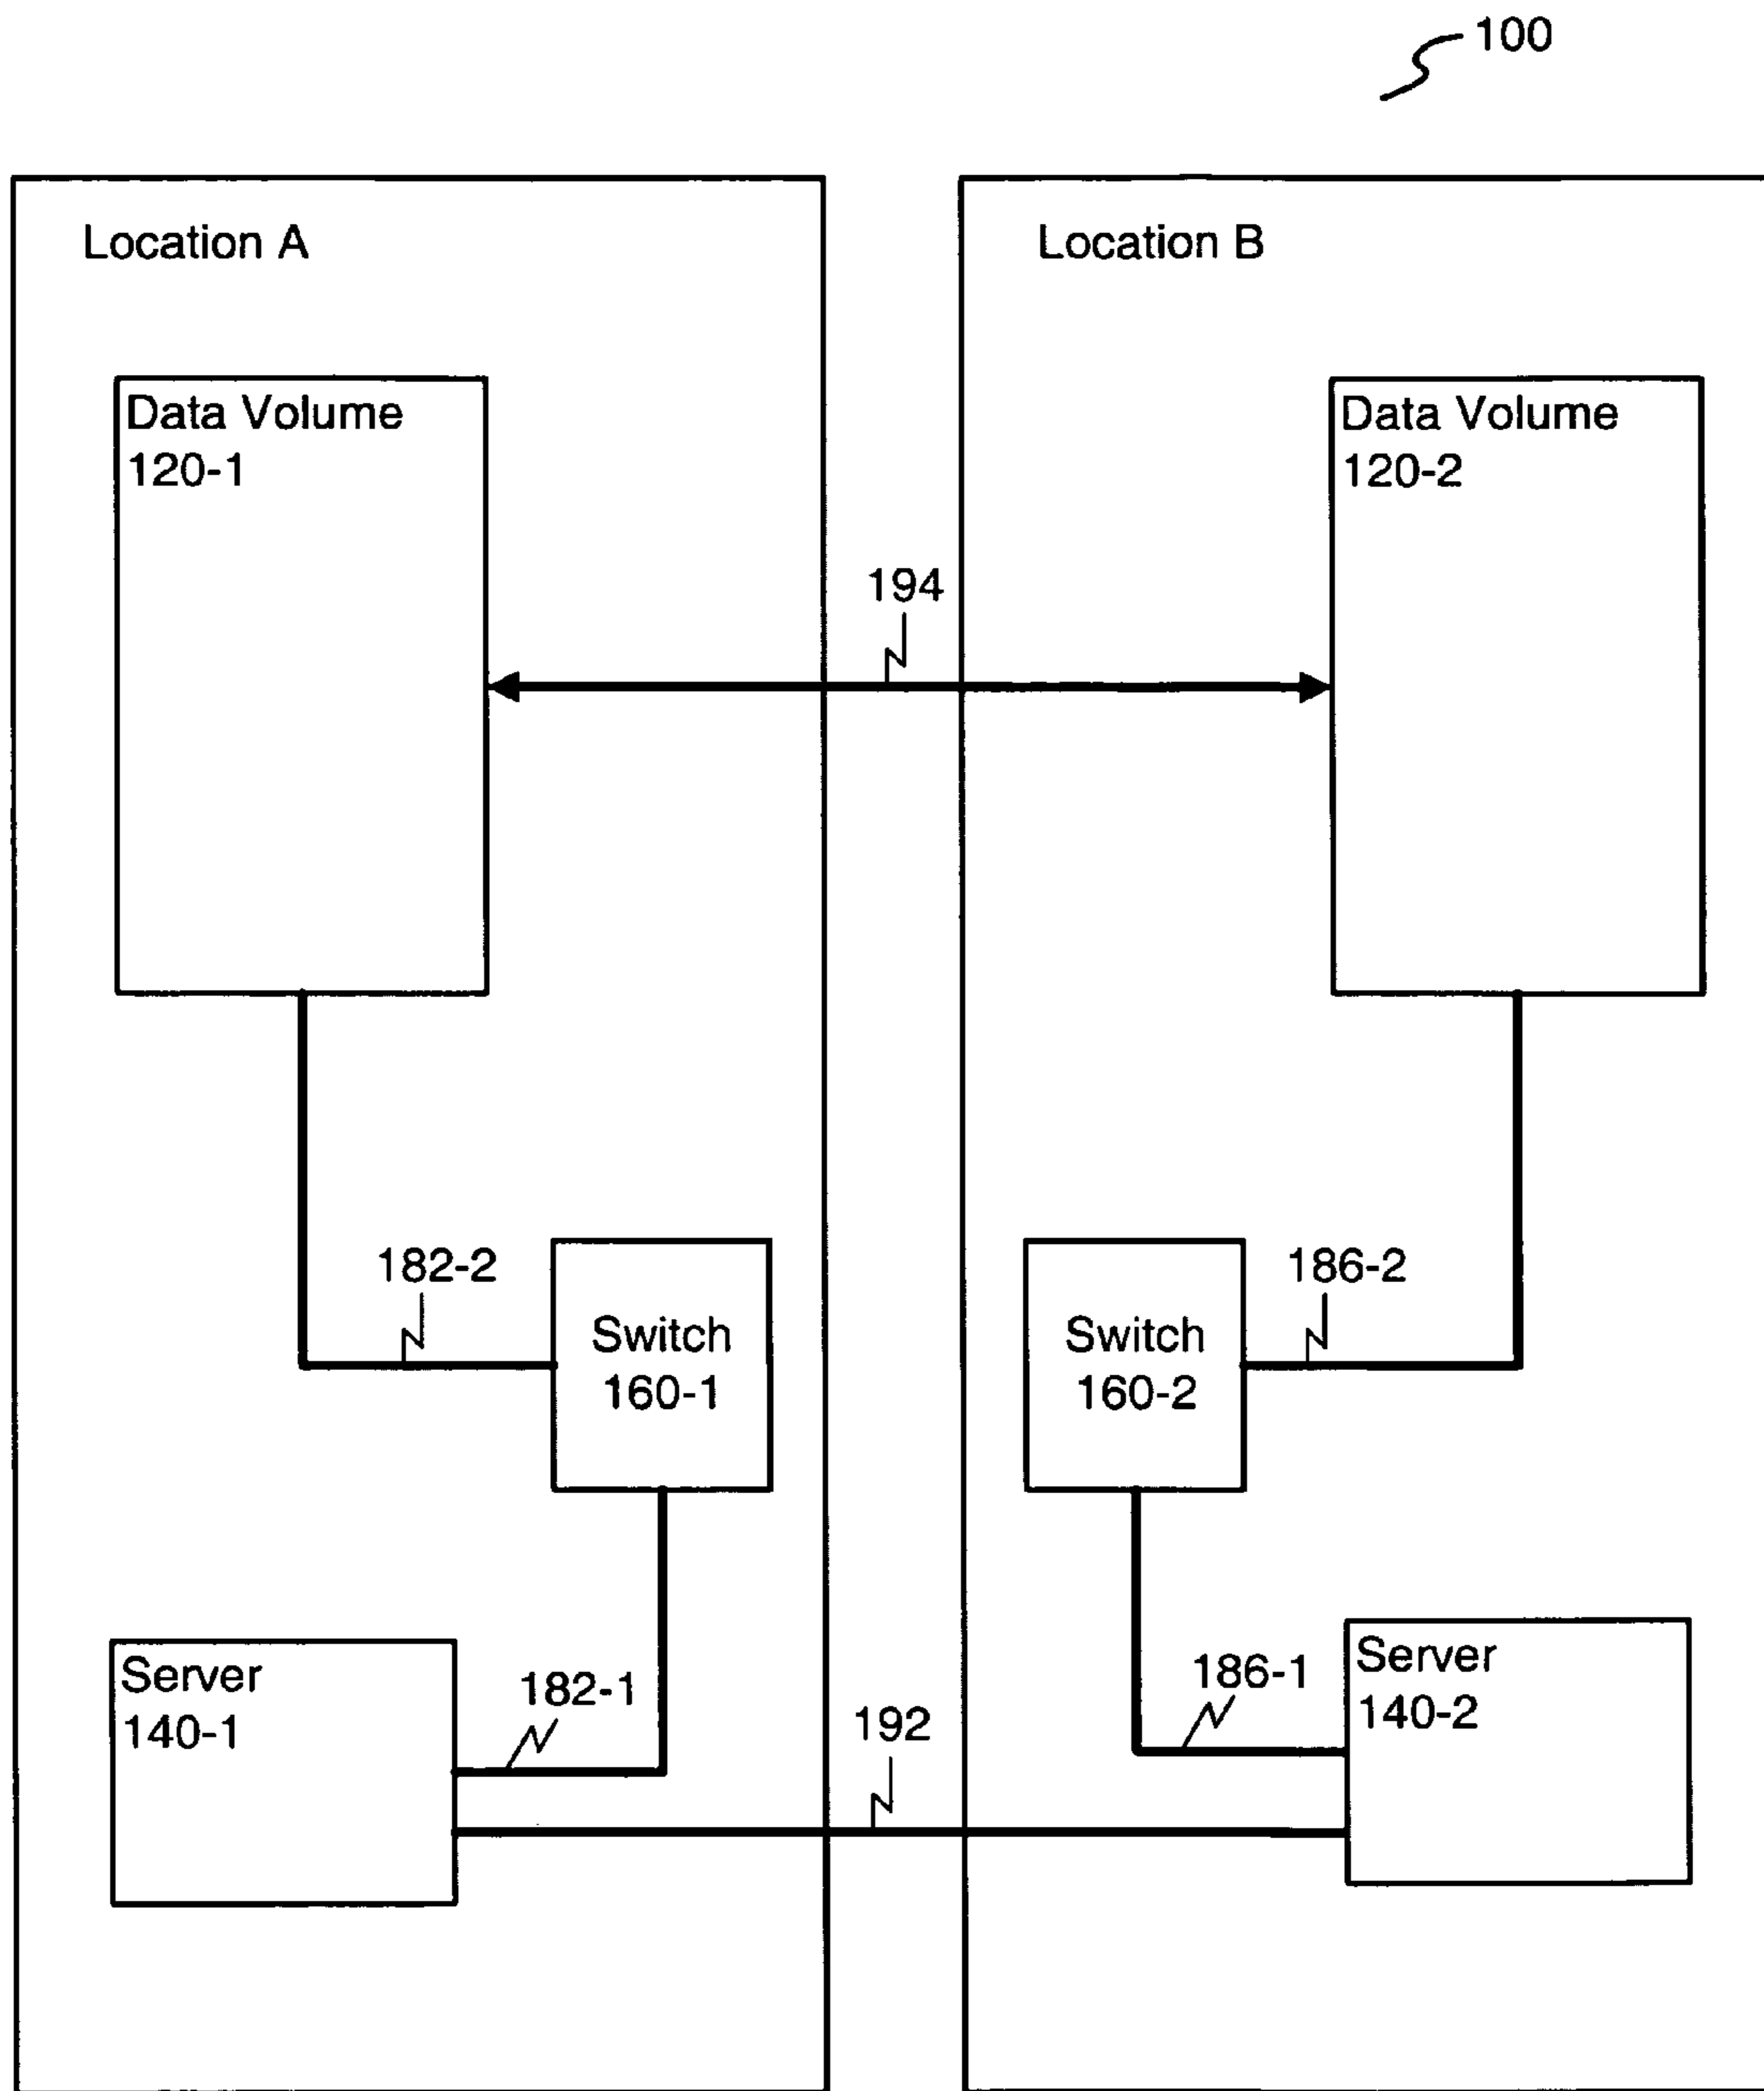 100
Location A
Location B
Data Volume
120-1
Data Volume
120-2
194
182-2
186-2
Switch
160-1
Switch
160-2
Server
140-1
182-1
192
186-1
Server
140-2